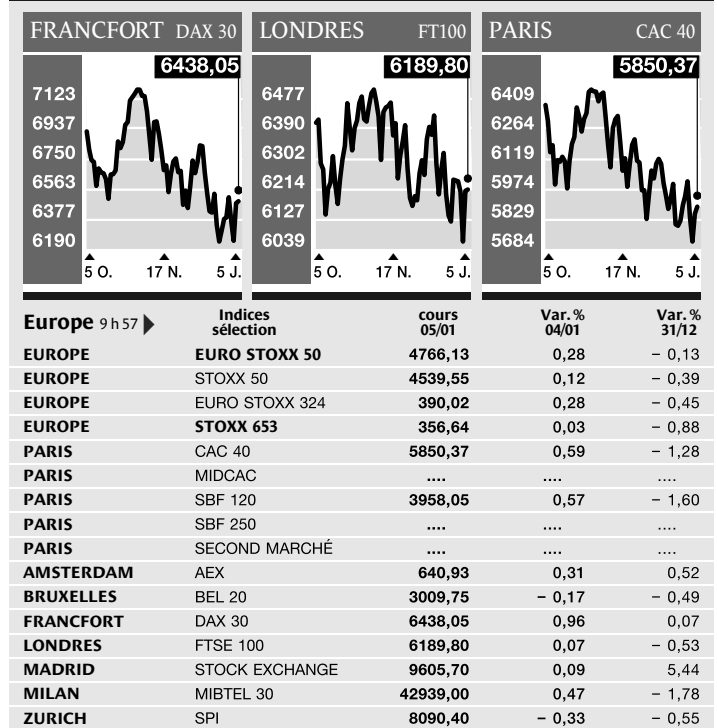 FRANCFORT DAX 30
6438,05
7123
6937
6750
6563
6377
6190
5 O. 17 N. 5 J.
LONDRES FT100
6189,80
6477
6390
6302
6214
6127
6039
5 O. 17 N. 5 J.
PARIS CAC 40
5850,37
6409
6264
6119
5974
5829
5684
5 O. 17 N. 5 J.
Europe 9 h 57 Indices sélection cours 05/01 Var. % 04/01 Var. % 31/12
EUROPE EURO STOXX 50 4766,13 0,28 – 0,13
EUROPE STOXX 50 4539,55 0,12 – 0,39
EUROPE EURO STOXX 324 390,02 0,28 – 0,45
EUROPE STOXX 653 356,64 0,03 – 0,88
PARIS CAC 40 5850,37 0,59 – 1,28
PARIS MIDCAC .... .... ....
PARIS SBF 120 3958,05 0,57 – 1,60
PARIS SBF 250 .... .... ....
PARIS SECOND MARCHÉ .... .... ....
AMSTERDAM AEX 640,93 0,31 0,52
BRUXELLES BEL 20 3009,75 – 0,17 – 0,49
FRANCFORT DAX 30 6438,05 0,96 0,07
LONDRES FTSE 100 6189,80 0,07 – 0,53
MADRID STOCK EXCHANGE 9605,70 0,09 5,44
MILAN MIBTEL 30 42939,00 0,47 – 1,78
ZURICH SPI 8090,40 – 0,33 – 0,55